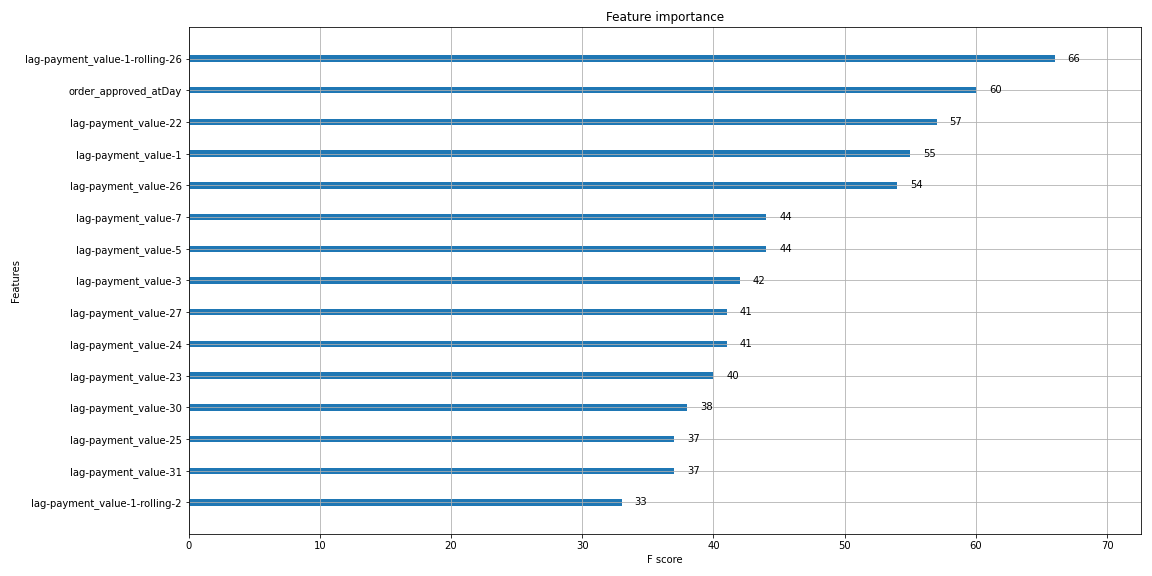 Feature importance
Features
lag-payment_value-1-rolling-26 66
order_approved_atDay 60
lag-payment_value-22 57
lag-payment_value-1 55
lag-payment_value-26 54
lag-payment_value-7 44
lag-payment_value-5 44
lag-payment_value-3 42
lag-payment_value-27 41
lag-payment_value-24 41
lag-payment_value-23 40
lag-payment_value-30 38
lag-payment_value-25 37
lag-payment_value-31 37
lag-payment_value-1-rolling-2 33
0 10 20 30 40 50 60 70
F score